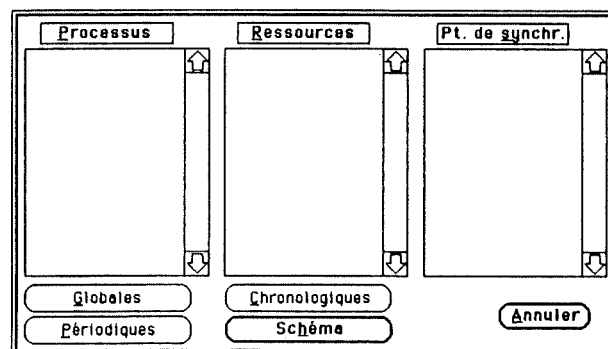 Processus Ressources Pt. de synchr.
Globales Chronologiques
Annuler
Périodiques Schéma